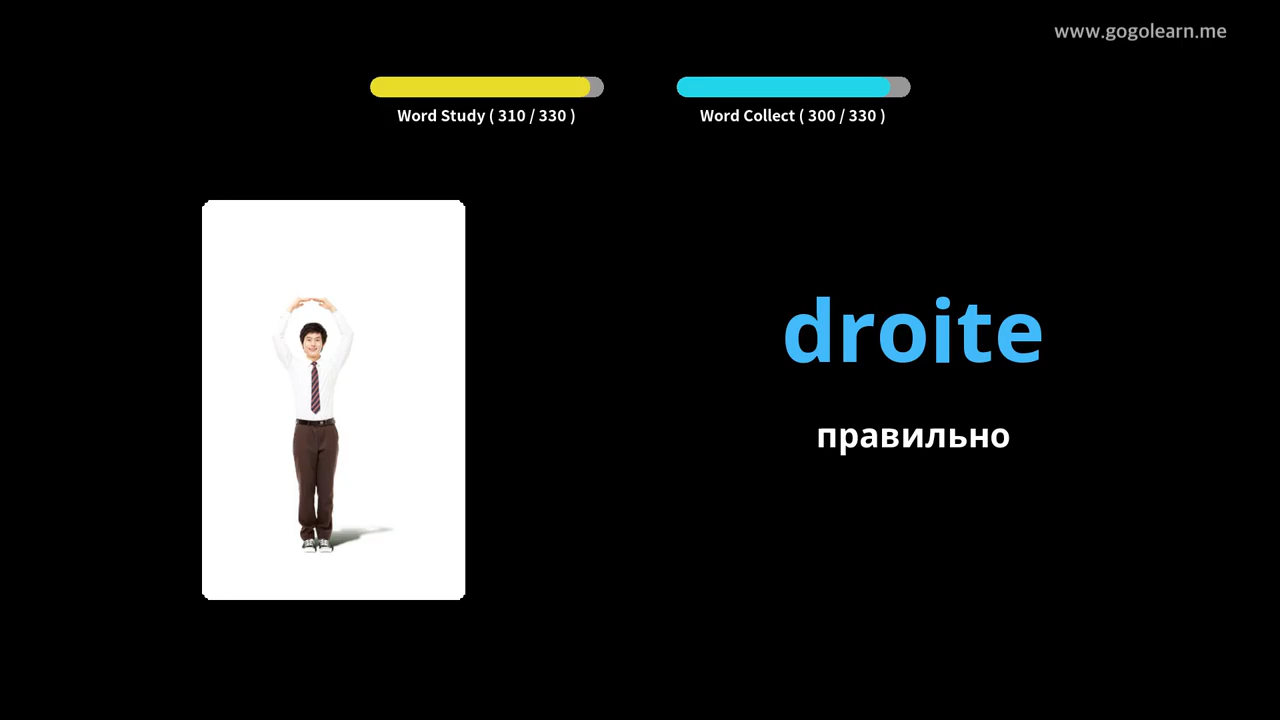 www.gogolearn.me
Word Study ( 310 / 330 )
Word Collect ( 300 / 330 )
droite
правильно